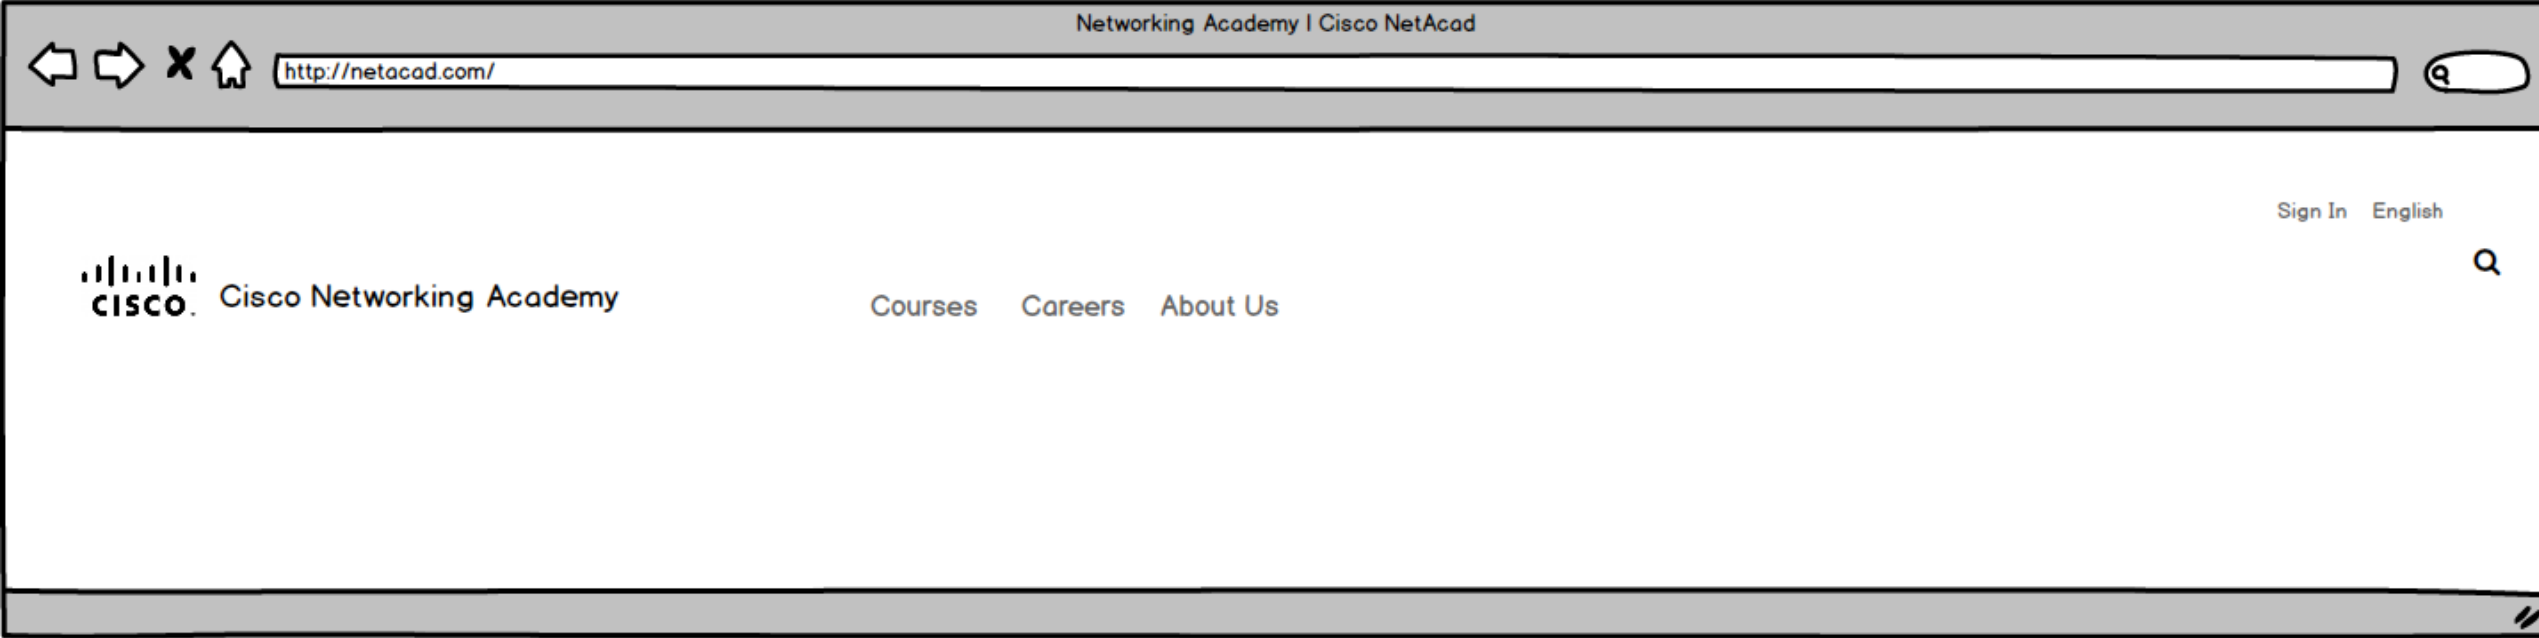 Networking Academy | Cisco NetAcad
http://netacad.com/
Sign In English
CISCO.
Cisco Networking Academy
Courses Careers About Us